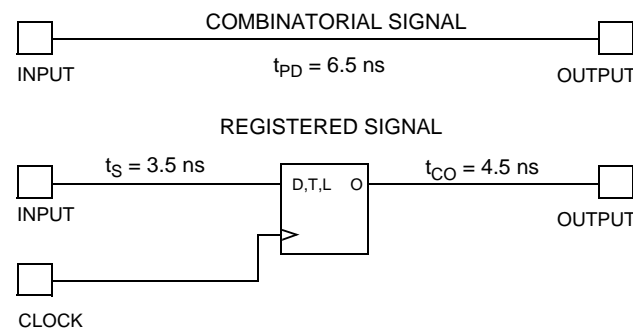 COMBINATORIAL SIGNAL
INPUT
tPD = 6.5 ns
OUTPUT
REGISTERED SIGNAL
tS = 3.5 ns
D,T,L O
tCO = 4.5 ns
INPUT
OUTPUT
CLOCK